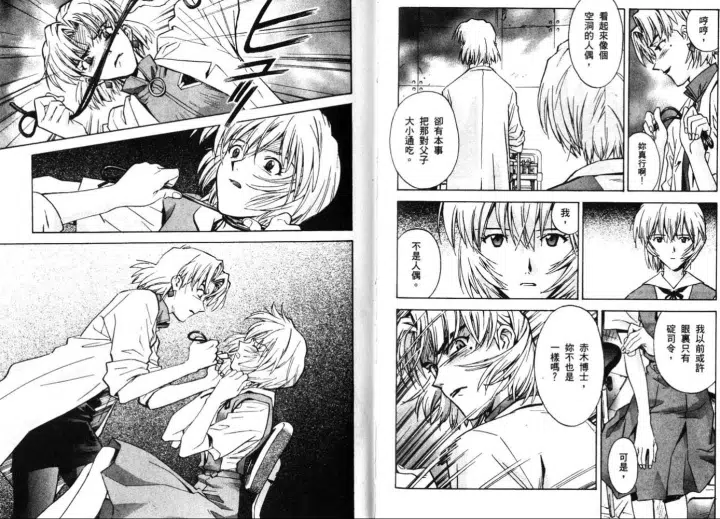 哼哼，
妳真行啊！
看起來像個
空洞的人偶，
卻有本事
把那對父子
大小通吃。
我，
不是人偶。
我以前或許
眼裏只有
碇司令，
可是，
赤木博士，
妳不也是
一樣嗎？
ビュッ